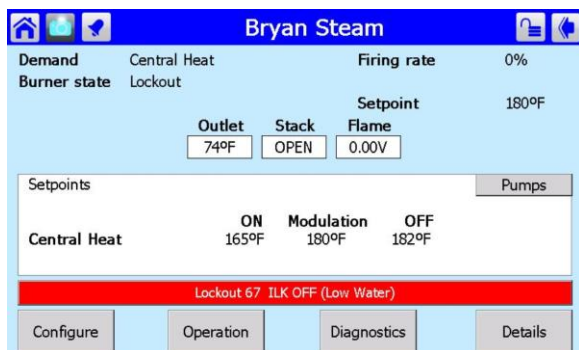 Bryan Steam
Demand Central Heat Firing rate 0%
Burner state Lockout
Setpoint 180ºF
Outlet Stack Flame
74ºF OPEN 0.00V
Setpoints Pumps
ON Modulation OFF
Central Heat 165ºF 180ºF 182ºF
Lockout 67 ILK OFF (Low Water)
Configure Operation Diagnostics Details